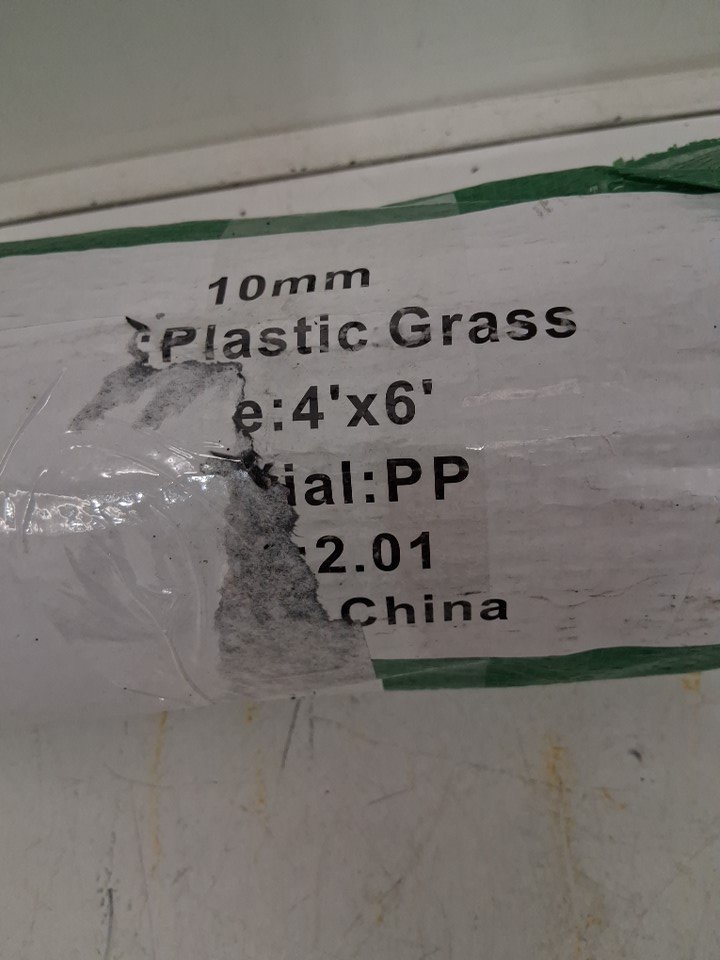 10mm
:Plastic Grass
e:4'x6'
ial:PP
:2.01
China